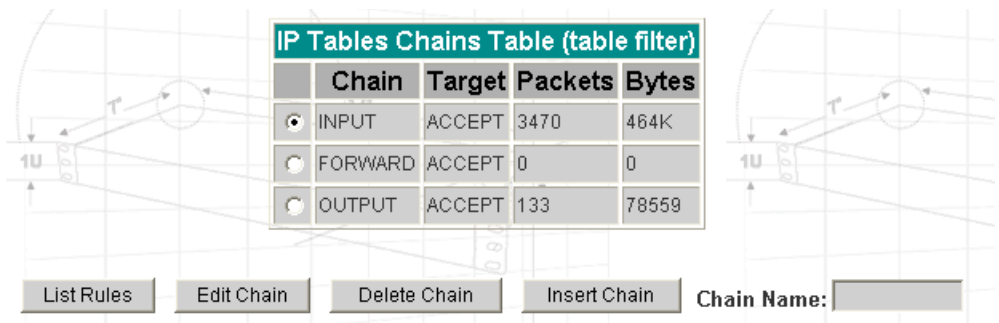 IP Tables Chains Table (table filter)
Chain Target Packets Bytes
INPUT ACCEPT 3470 464K
FORWARD ACCEPT 0 0
OUTPUT ACCEPT 133 78559
1U
1U
List Rules Edit Chain Delete Chain Insert Chain Chain Name: